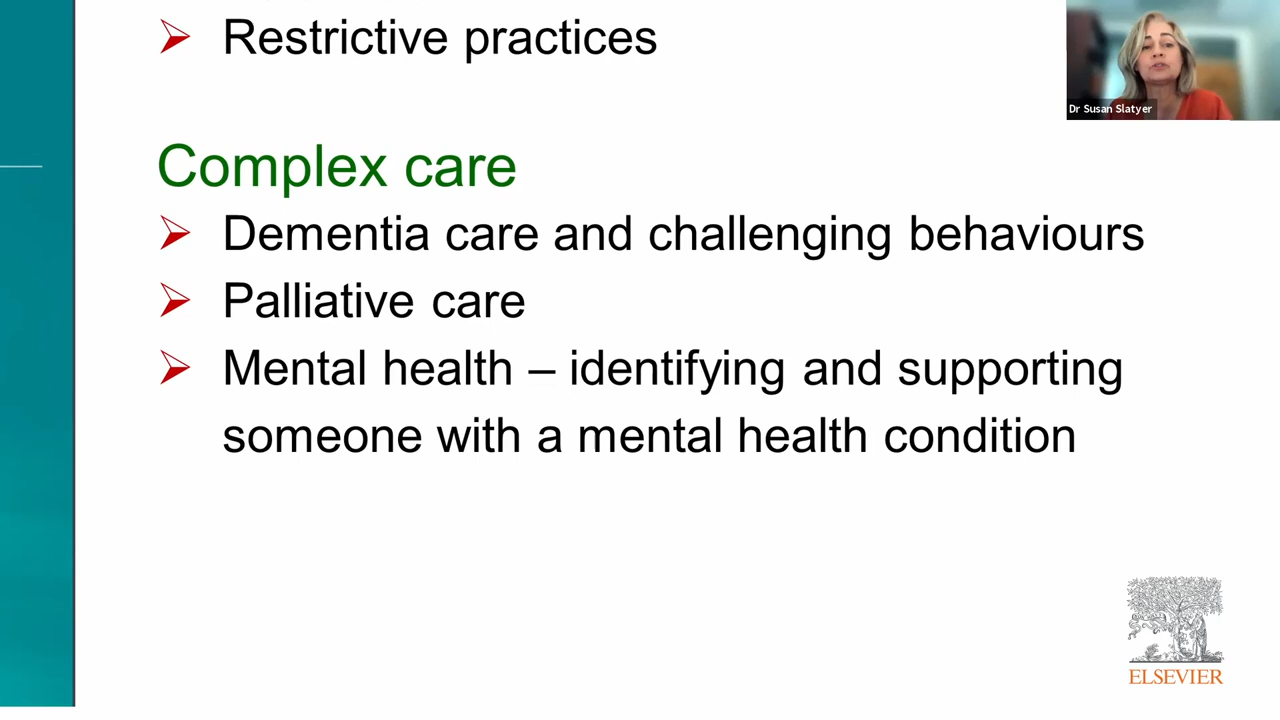 Restrictive practices
Dr Susan Slatyer
Complex care
Dementia care and challenging behaviours
Palliative care
Mental health – identifying and supporting
someone with a mental health condition
ELSEVIER